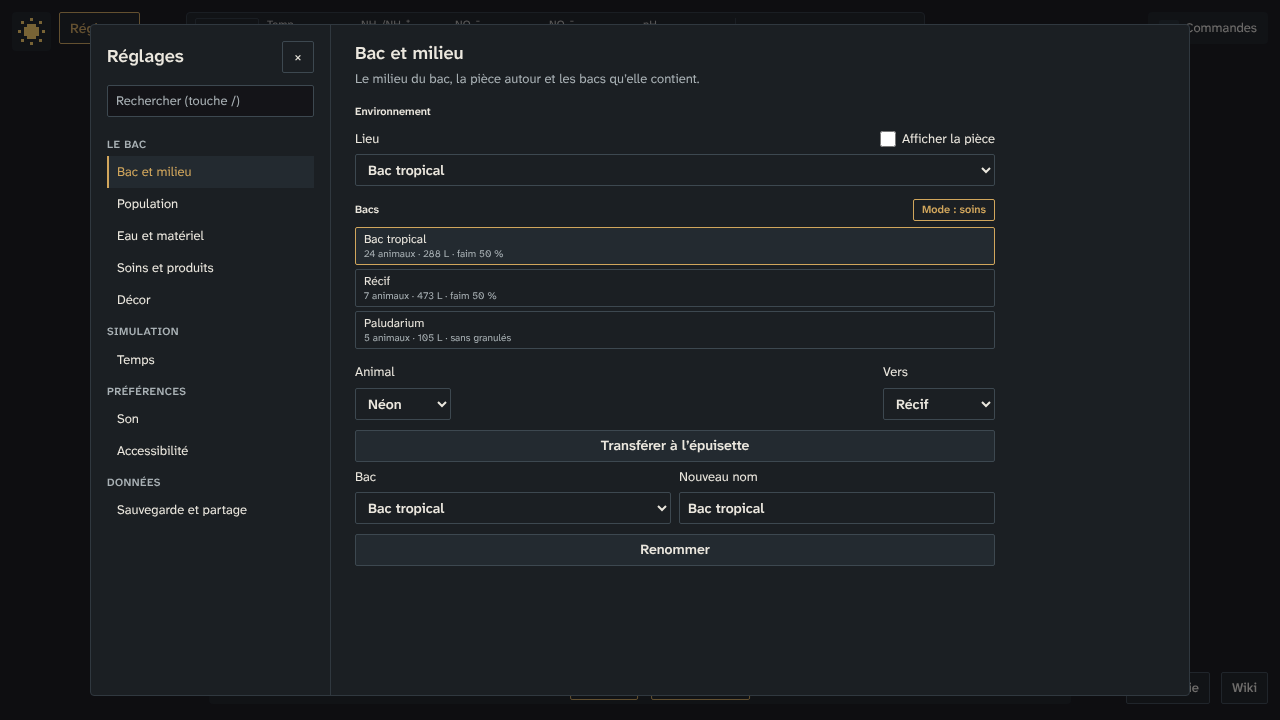 Commandes
Réglages
×
Rechercher (touche /)
LE BAC
Bac et milieu
Population
Eau et matériel
Soins et produits
Décor
SIMULATION
Temps
PRÉFÉRENCES
Son
Accessibilité
DONNÉES
Sauvegarde et partage
Bac et milieu
Le milieu du bac, la pièce autour et les bacs qu'elle contient.
Environnement
Lieu
Afficher la pièce
Bac tropical
Bacs
Mode : soins
Bac tropical
24 animaux · 288 L · faim 50 %
Récif
7 animaux · 473 L · faim 50 %
Paludarium
5 animaux · 105 L · sans granulés
Animal
Vers
Néon
Récif
Transférer à l'épuisette
Bac
Nouveau nom
Bac tropical
Bac tropical
Renommer
Wiki